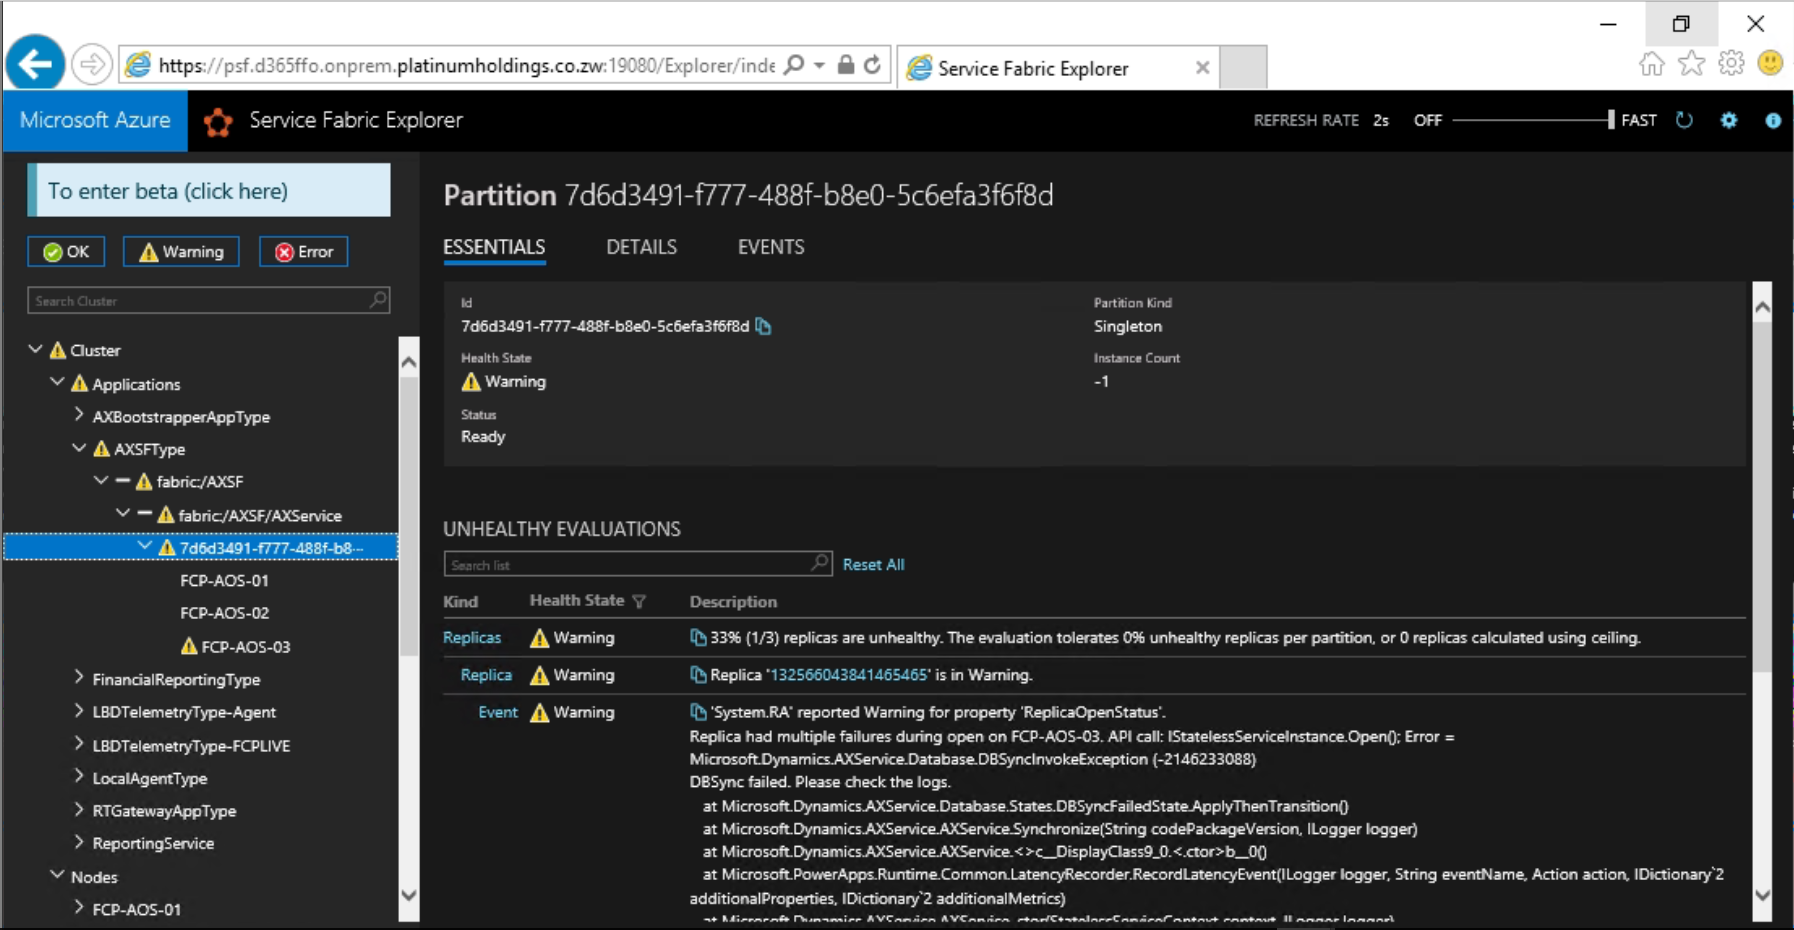 https://psf.d365ffo.onprem.platinumholdings.co.zw:19080/Explorer/inde
Service Fabric Explorer
Microsoft Azure
Service Fabric Explorer
REFRESH RATE 2s OFF FAST
To enter beta (click here)
OK Warning Error
Search Cluster
Cluster
Applications
AXBootstrapperAppType
AXSFType
fabric:/AXSF
fabric:/AXSF/AXService
7d6d3491-f777-488f-b8...
FCP-AOS-01
FCP-AOS-02
FCP-AOS-03
FinancialReportingType
LBDTelemetryType-Agent
LBDTelemetryType-FCPLIVE
LocalAgentType
RTGatewayAppType
ReportingService
Nodes
FCP-AOS-01
Partition 7d6d3491-f777-488f-b8e0-5c6efa3f6f8d
ESSENTIALS DETAILS EVENTS
Id
7d6d3491-f777-488f-b8e0-5c6efa3f6f8d
Partition Kind
Singleton
Health State
Warning
Instance Count
-1
Status
Ready
UNHEALTHY EVALUATIONS
Search list
Reset All
Kind Health State Description
Replicas Warning 33% (1/3) replicas are unhealthy. The evaluation tolerates 0% unhealthy replicas per partition, or 0 replicas calculated using ceiling.
Replica Warning Replica '132566043841465465' is in Warning.
Event Warning 'System.RA' reported Warning for property 'ReplicaOpenStatus'.
Replica had multiple failures during open on FCP-AOS-03. API call: IStatelessServiceInstance.Open(); Error =
Microsoft.Dynamics.AXService.Database.DBSyncInvokeException (-2146233088)
DBSync failed. Please check the logs.
at Microsoft.Dynamics.AXService.Database.States.DBSyncFailedState.ApplyThenTransition()
at Microsoft.Dynamics.AXService.AXService.Synchronize(String codePackageVersion, ILogger logger)
at Microsoft.Dynamics.AXService.AXService.<>c__DisplayClass9_0.<.ctor>b__0()
at Microsoft.PowerApps.Runtime.Common.LatencyRecorder.RecordLatencyEvent(ILogger logger, String eventName, Action action, IDictionary`2
additionalProperties, IDictionary`2 additionalMetrics)
at Microsoft.Dynamics.AXService.AXService..ctor(StatelessServiceContext context, ILogger logger)